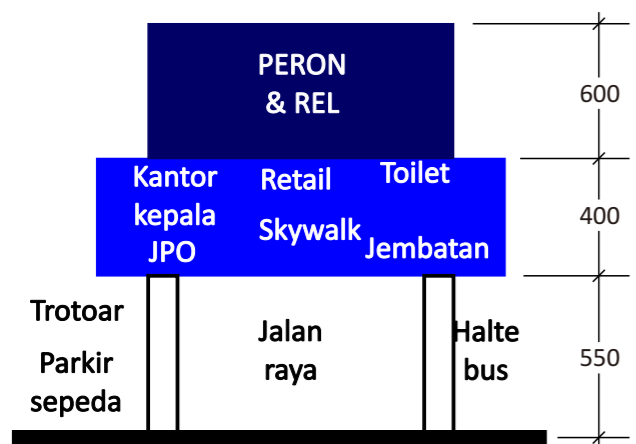 PERON
& REL
600
Kantor
kepala
JPO
Retail
Skywalk
Toilet
Jembatan
400
Trotoar
Parkir
sepeda
Jalan
raya
Halte
bus
550